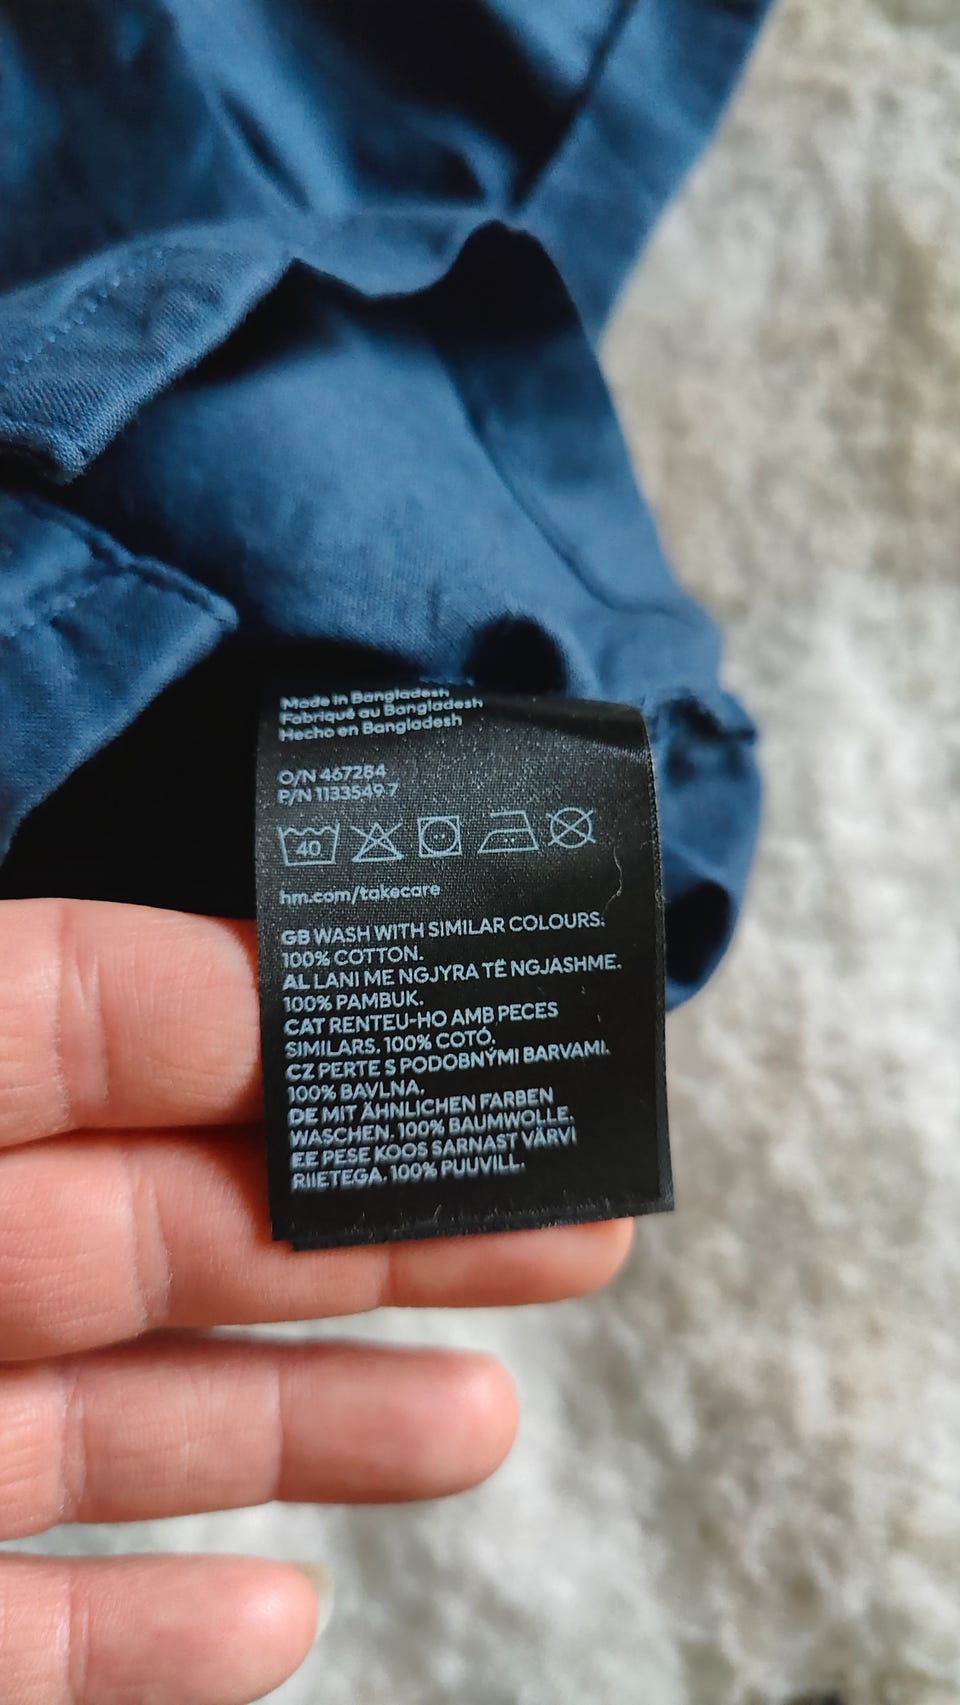 Made in Bangladesh
Fabriqué au Bangladesh
Hecho en Bangladesh
O/N 467284
P/N 1133549.7
40
hm.com/takecare
GB WASH WITH SIMILAR COLOURS.
100% COTTON.
AL LANI ME NGJYRA TË NGJASHME.
100% PAMBUK.
CAT RENTEU-HO AMB PECES
SIMILARS. 100% COTÓ.
CZ PERTE S PODOBNÝMI BARVAMI.
100% BAVLNA.
DE MIT ÄHNLICHEN FARBEN
WASCHEN. 100% BAUMWOLLE.
EE PESE KOOS SARNAST VÄRVI
RIIETEGA. 100% PUUVILL.